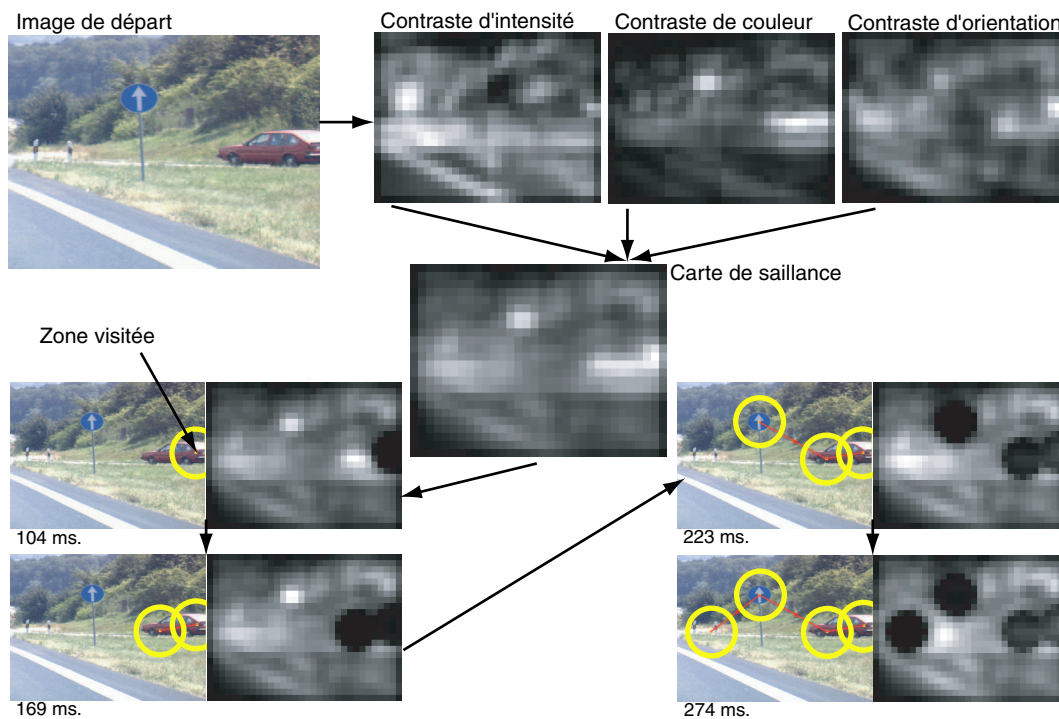 Image de départ
Contraste d'intensité
Contraste de couleur
Contraste d'orientation
Carte de saillance
Zone visitée
104 ms.
223 ms.
169 ms.
274 ms.